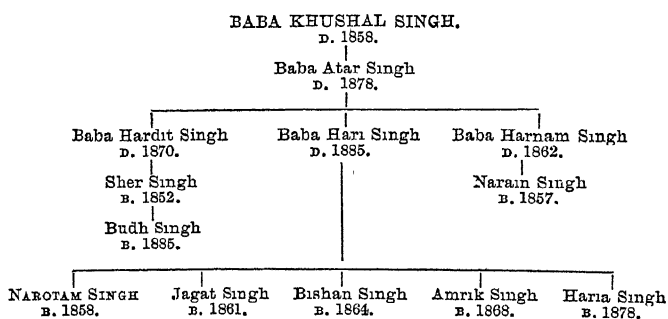 BABA KHUSHAL SINGH.
D. 1858.
Baba Atar Singh
D. 1878.
Baba Hardit Singh Baba Hari Singh Baba Harnam Singh
D. 1870. D. 1885. D. 1862.
Sher Singh Narain Singh
B. 1852. B. 1857.
Budh Singh
B. 1885.
NAROTAM SINGH Jagat Singh Bishan Singh Amrik Singh Haria Singh
B. 1858. B. 1861. B. 1864. B. 1868. B. 1878.